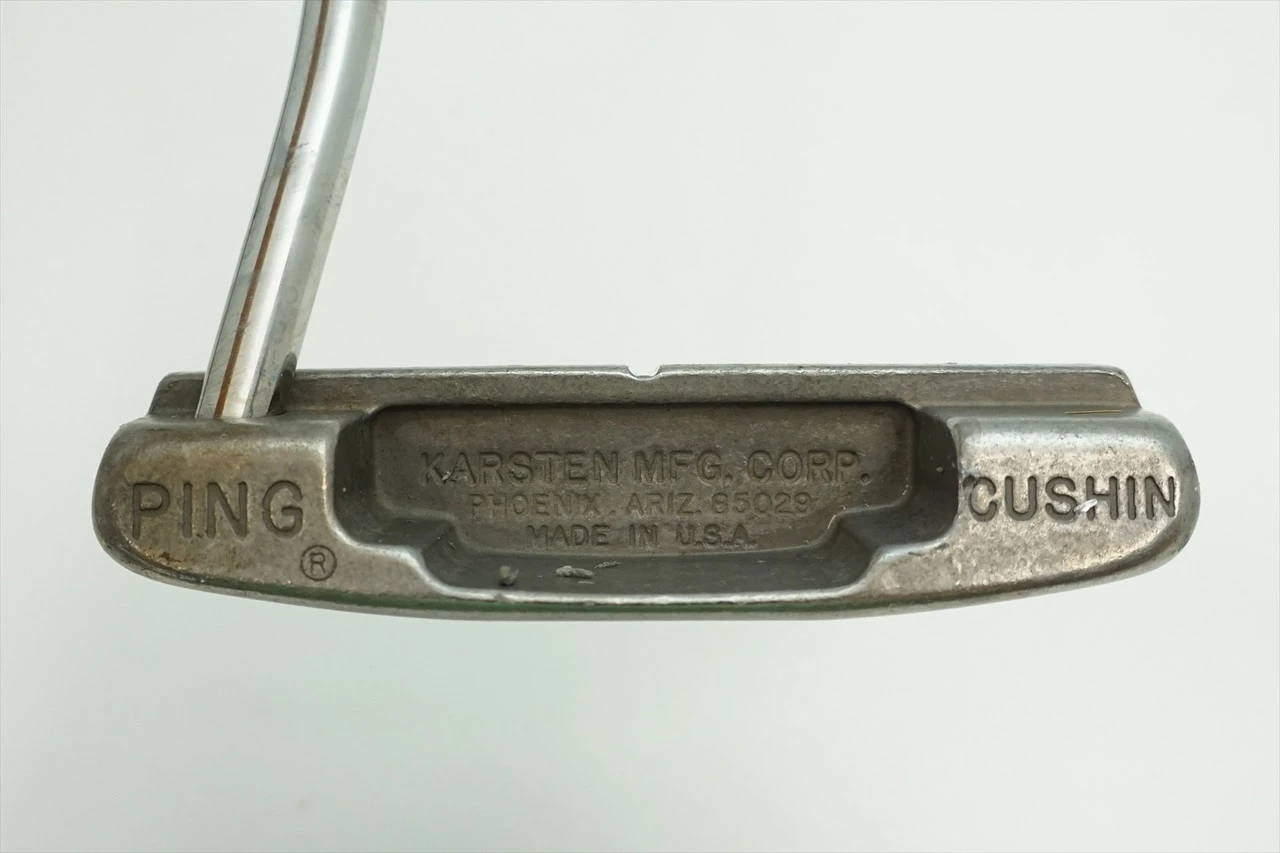 PING
®
KARSTEN MFG. CORP.
PHOENIX, ARIZ. 85029
MADE IN U.S.A.
CUSHIN